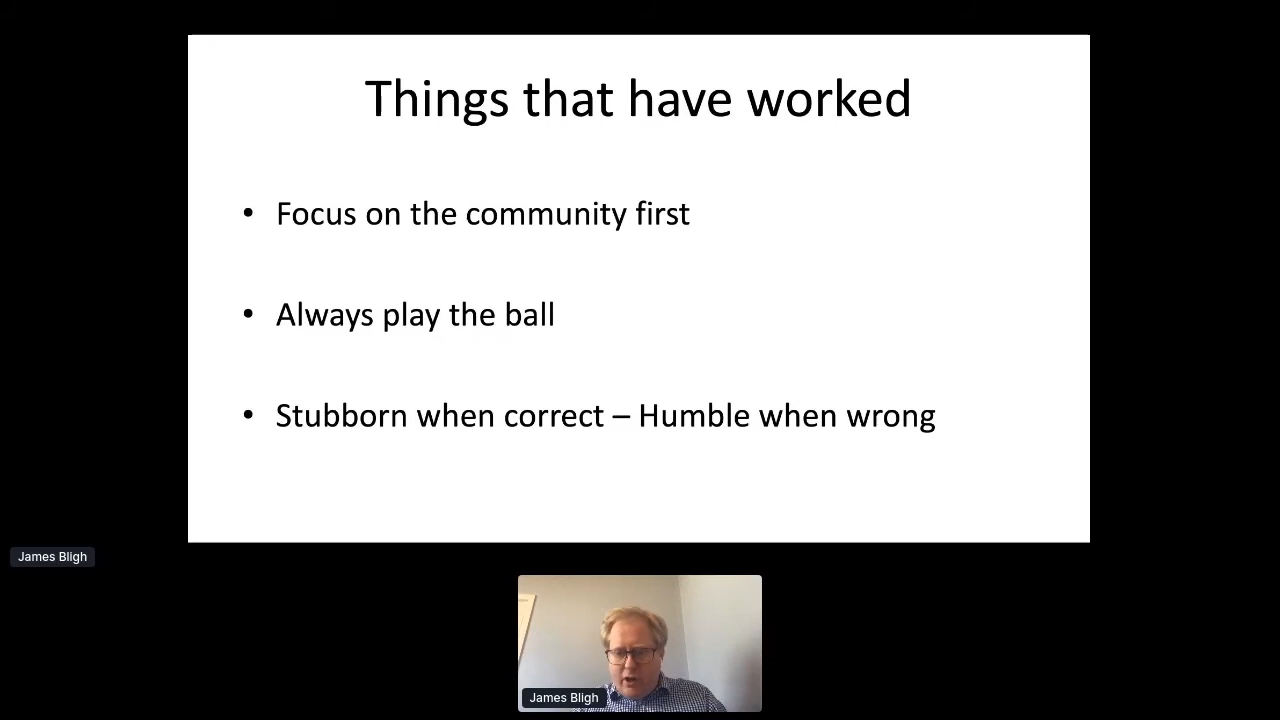 Things that have worked
• Focus on the community first
• Always play the ball
• Stubborn when correct – Humble when wrong
James Bligh
James Bligh